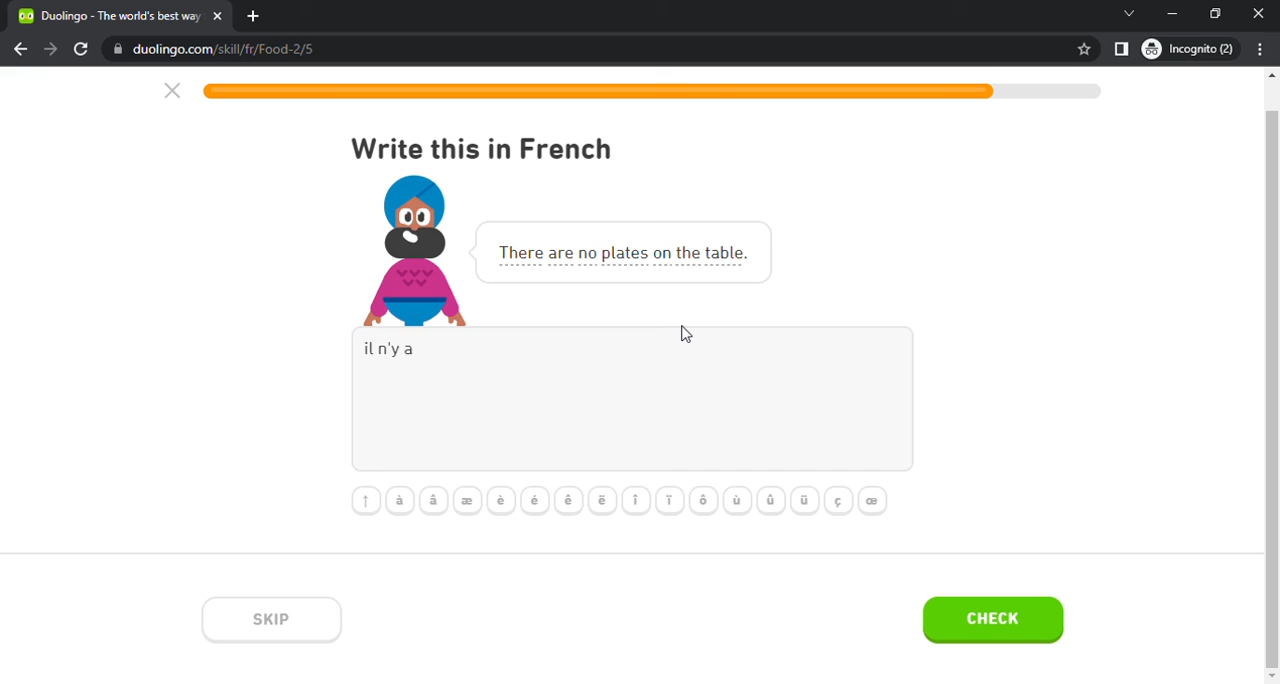 Duolingo - The world's best way
duolingo.com/skill/fr/Food-2/5
Incognito (2)
Write this in French
There are no plates on the table.
il n'y a
↑ à â æ è é ê ë î ï ô ù û ü ç œ
SKIP
CHECK